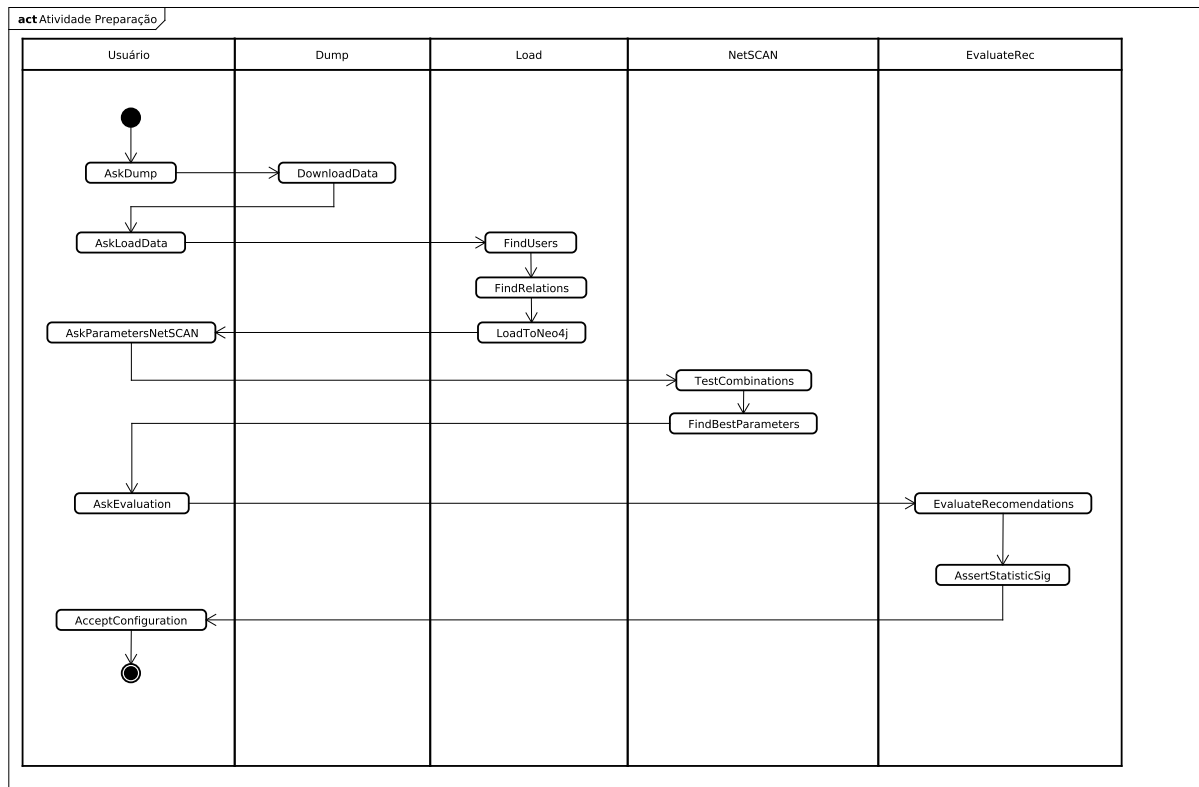 act Atividade Preparação
Usuário
Dump
Load
NetSCAN
EvaluateRec
AskDump
DownloadData
AskLoadData
FindUsers
FindRelations
AskParametersNetSCAN
LoadToNeo4j
TestCombinations
FindBestParameters
AskEvaluation
EvaluateRecomendations
AssertStatisticSig
AcceptConfiguration